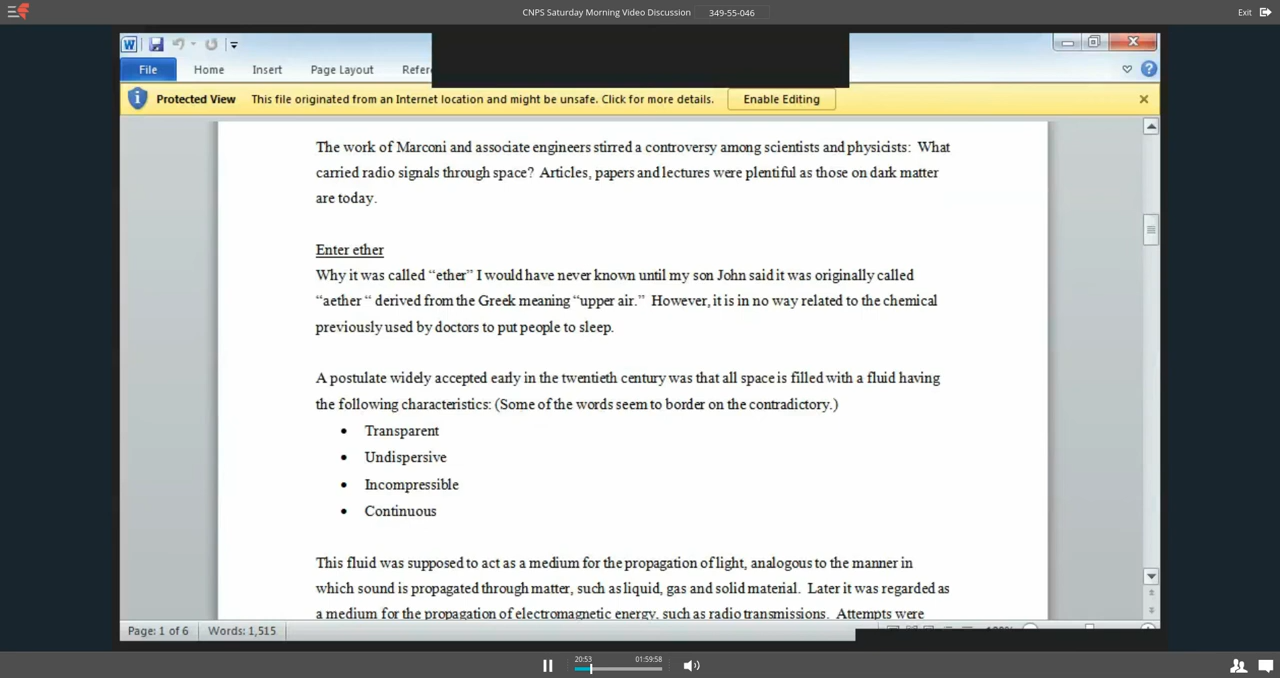 CNPS Saturday Morning Video Discussion 349-55-046 Exit
File Home Insert Page Layout
Protected View This file originated from an Internet location and might be unsafe. Click for more details. Enable Editing
The work of Marconi and associate engineers stirred a controversy among scientists and physicists: What
carried radio signals through space? Articles, papers and lectures were plentiful as those on dark matter
are today.
Enter ether
Why it was called “ether” I would have never known until my son John said it was originally called
“aether “ derived from the Greek meaning “upper air.” However, it is in no way related to the chemical
previously used by doctors to put people to sleep.
A postulate widely accepted early in the twentieth century was that all space is filled with a fluid having
the following characteristics: (Some of the words seem to border on the contradictory.)
• Transparent
• Undispersive
• Incompressible
• Continuous
This fluid was supposed to act as a medium for the propagation of light, analogous to the manner in
which sound is propagated through matter, such as liquid, gas and solid material. Later it was regarded as
a medium for the propagation of electromagnetic energy, such as radio transmissions. Attempts were
Page: 1 of 6 Words: 1,515
20:53 01:59:58